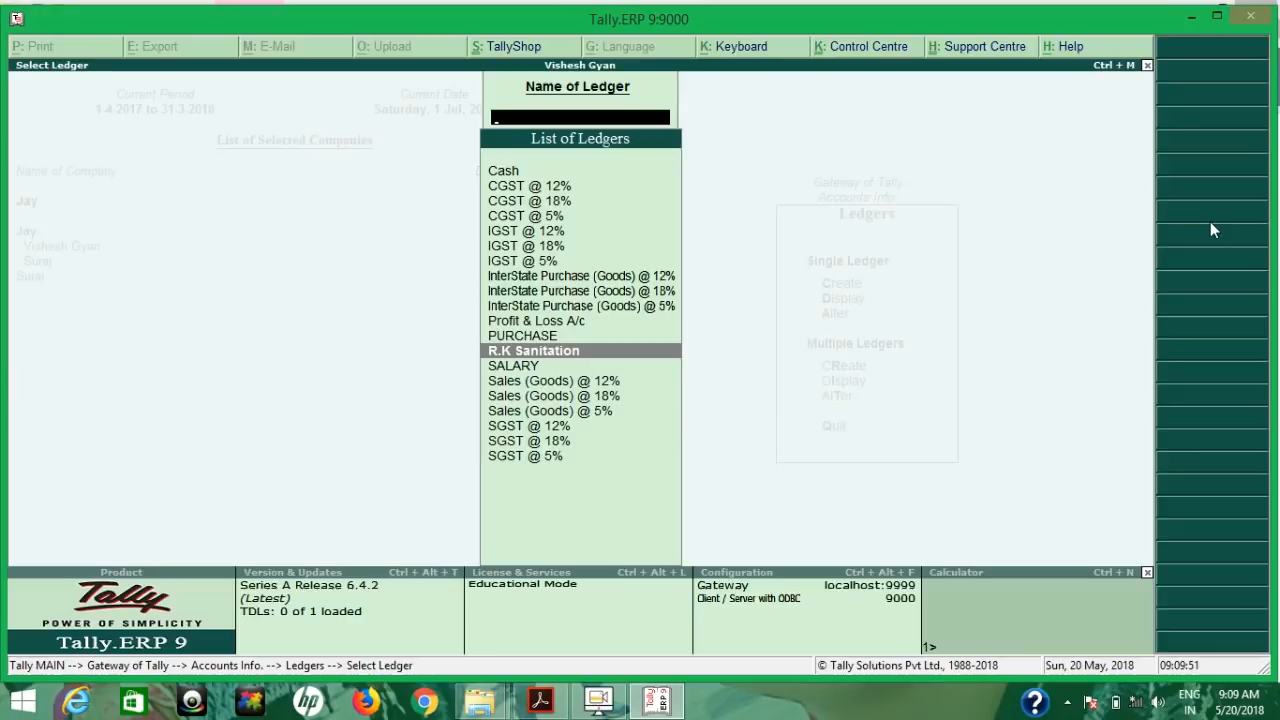 Tally.ERP 9:9000
P: Print E: Export M: E-Mail O: Upload S: TallyShop G: Language K: Keyboard K: Control Centre H: Support Centre H: Help
Select Ledger Vishesh Gyan Ctrl + M
Current Period
1-4-2017 to 31-3-2018
Current Date
Saturday, 1 Jul, 20
List of Selected Companies
Name of Company
Jay
Jay
Vishesh Gyan
Suraj
Suraj
Name of Ledger
List of Ledgers
Cash
CGST @ 12%
CGST @ 18%
CGST @ 5%
IGST @ 12%
IGST @ 18%
IGST @ 5%
InterState Purchase (Goods) @ 12%
InterState Purchase (Goods) @ 18%
InterState Purchase (Goods) @ 5%
Profit & Loss A/c
PURCHASE
R.K Sanitation
SALARY
Sales (Goods) @ 12%
Sales (Goods) @ 18%
Sales (Goods) @ 5%
SGST @ 12%
SGST @ 18%
SGST @ 5%
Gateway of Tally
Accounts Info.
Ledgers
Single Ledger
Create
Display
Alter
Multiple Ledgers
CReate
DIsplay
AlTer
Quit
Product
Tally
POWER OF SIMPLICITY
Tally.ERP 9
Version & Updates Ctrl + Alt + T
Series A Release 6.4.2
(Latest)
TDLs: 0 of 1 loaded
License & Services Ctrl + Alt + L
Educational Mode
Configuration Ctrl + Alt + F
Gateway localhost:9999
Client / Server with ODBC 9000
Calculator Ctrl + N
1>
Tally MAIN --> Gateway of Tally --> Accounts Info. --> Ledgers --> Select Ledger © Tally Solutions Pvt Ltd., 1988-2018 Sun, 20 May, 2018 09:09:51
hp
Tally ERP 9
ENG
IN
9:09 AM
5/20/2018